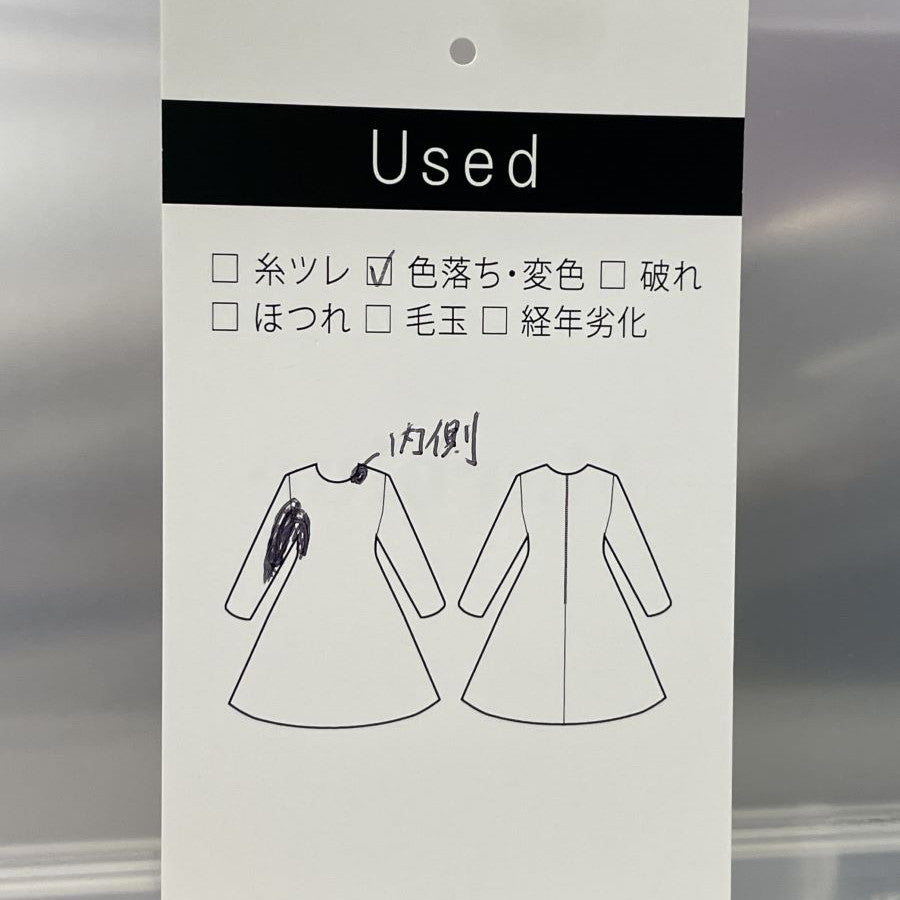 Used
□ 糸ツレ ☑ 色落ち・変色 □ 破れ
□ ほつれ □ 毛玉 □ 経年劣化
内側